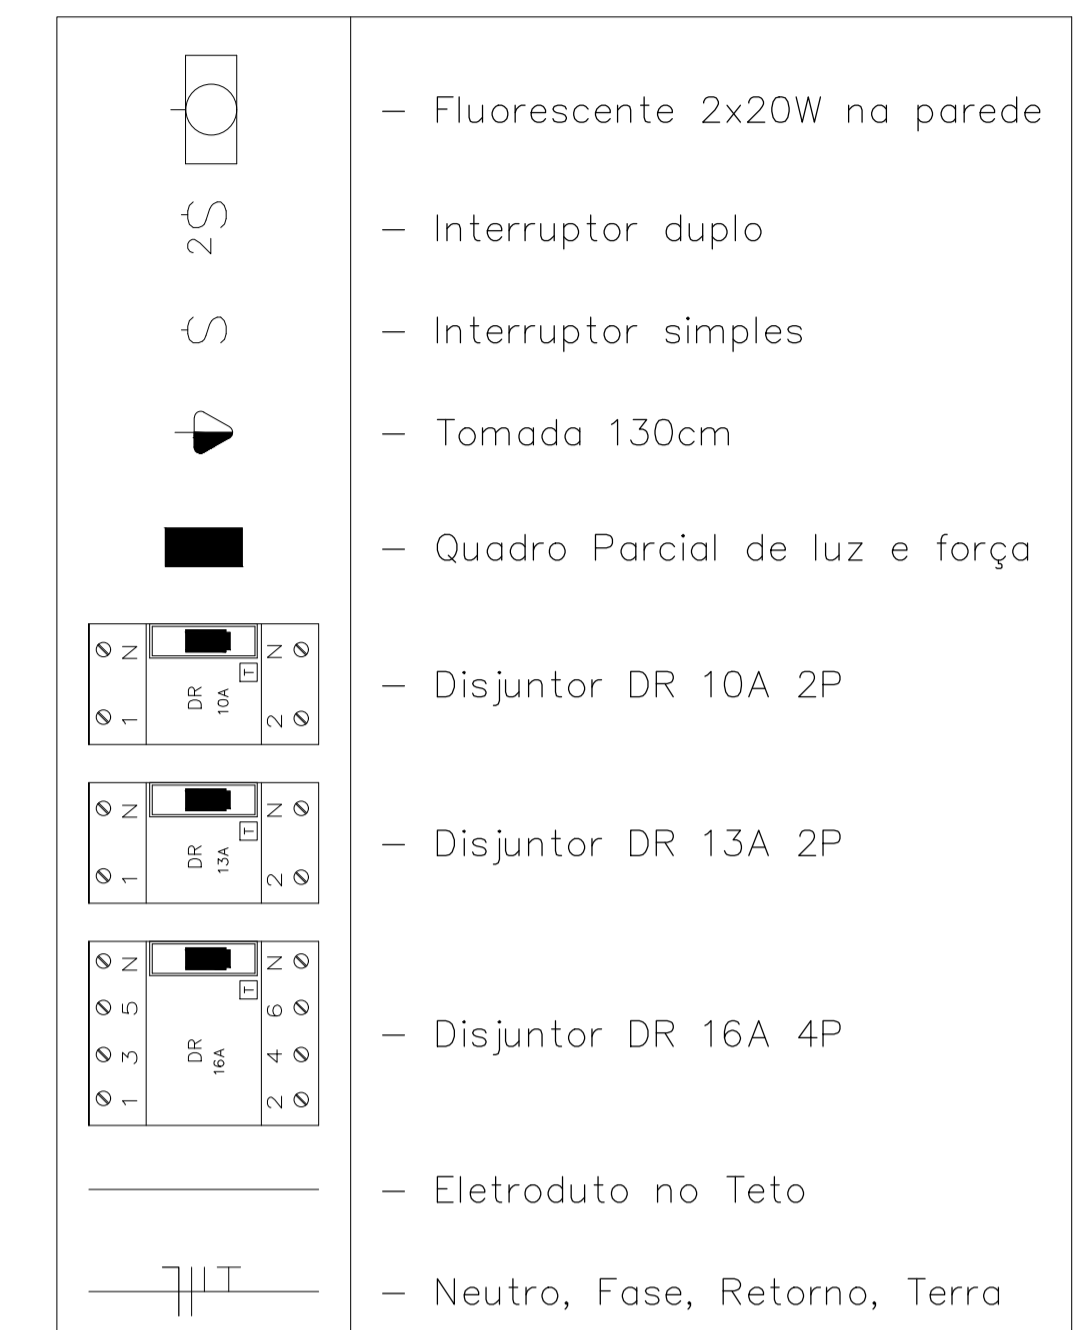 – Fluorescente 2x20W na parede
2S
– Interruptor duplo
S
– Interruptor simples
– Tomada 130cm
– Quadro Parcial de luz e força
N
1
DR
10A
T
N
2
– Disjuntor DR 10A 2P
N
1
DR
13A
T
N
2
– Disjuntor DR 13A 2P
N
5
3
1
DR
16A
T
N
6
4
2
– Disjuntor DR 16A 4P
– Eletroduto no Teto
– Neutro, Fase, Retorno, Terra